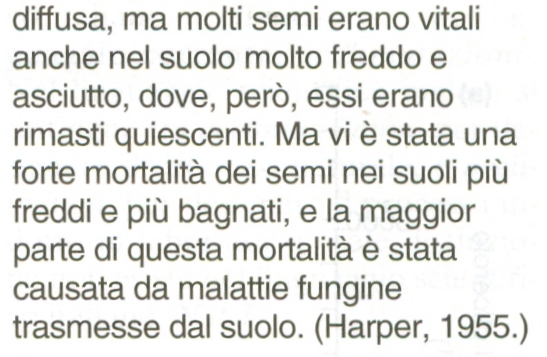 diffusa, ma molti semi erano vitali
anche nel suolo molto freddo e
asciutto, dove, però, essi erano
rimasti quiescenti. Ma vi è stata una
forte mortalità dei semi nei suoli più
freddi e più bagnati, e la maggior
parte di questa mortalità è stata
causata da malattie fungine
trasmesse dal suolo. (Harper, 1955.)